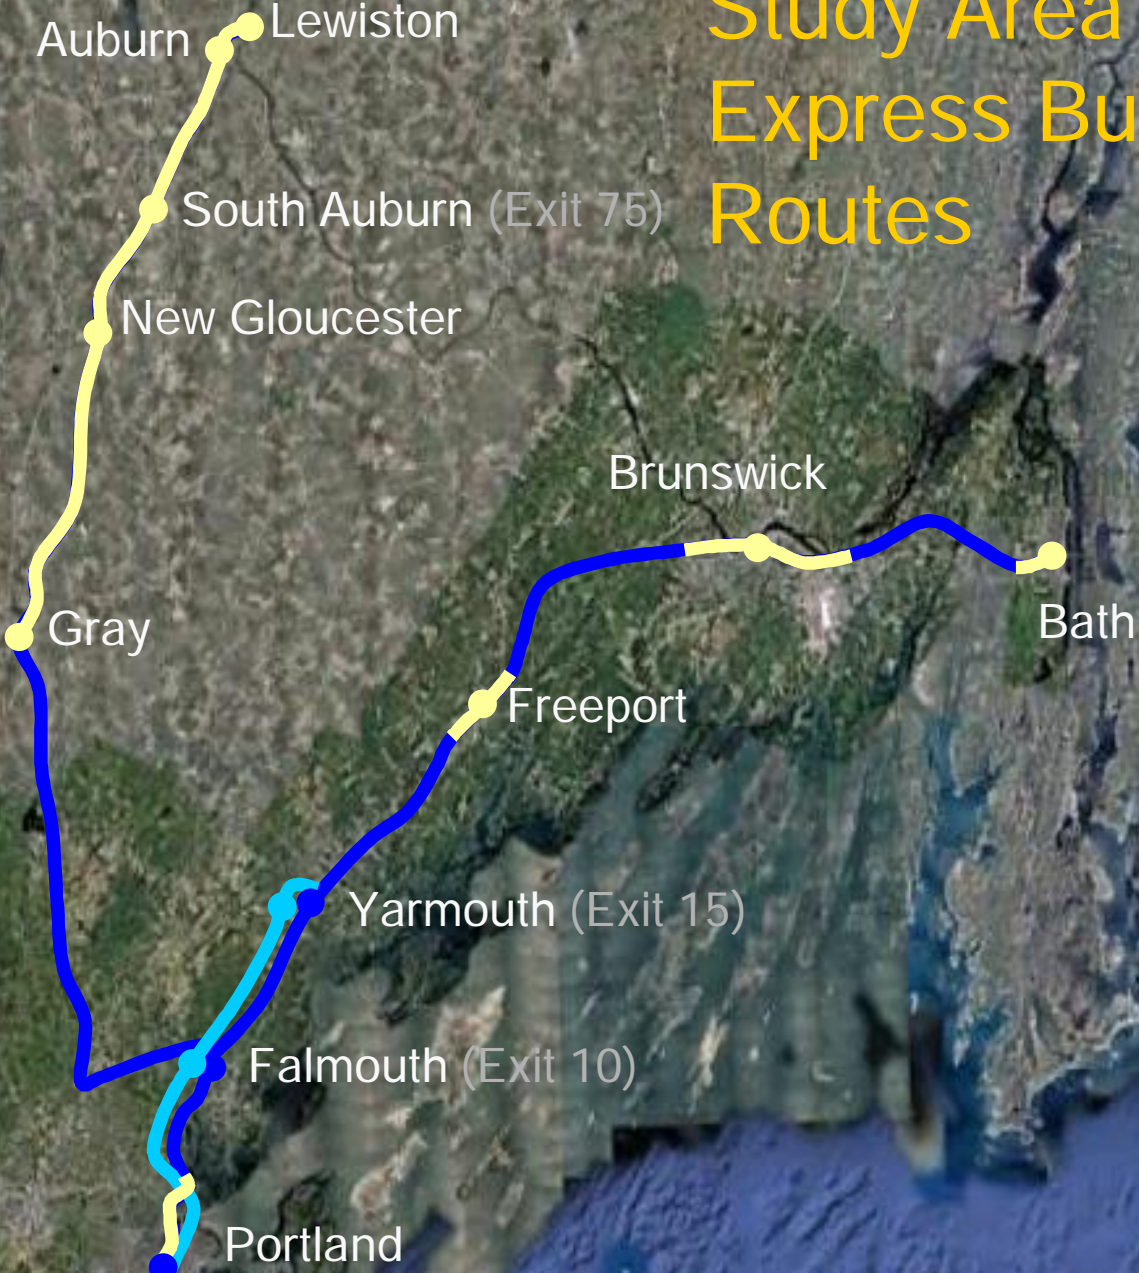 Lewiston
Auburn
Study Area
Express Bu
Routes
South Auburn (Exit 75)
New Gloucester
Brunswick
Gray
Bath
Freeport
Yarmouth (Exit 15)
Falmouth (Exit 10)
Portland